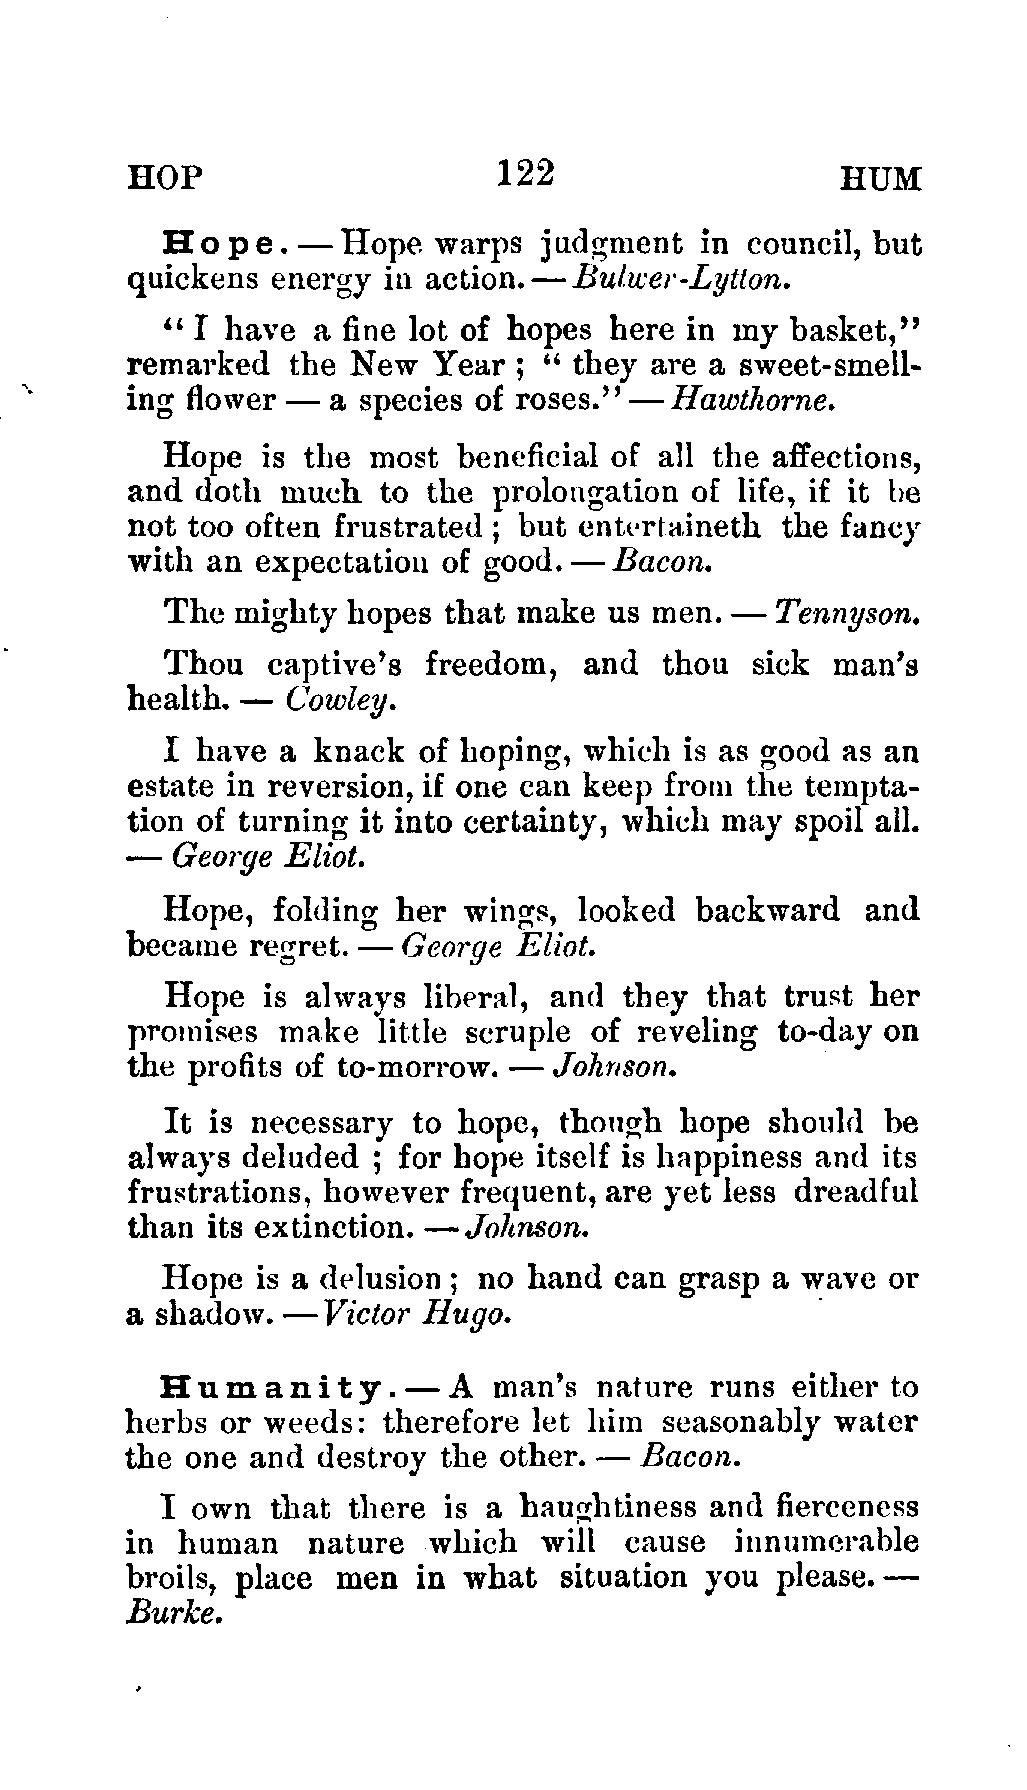 HOP 122 HUM
Hope. — Hope warps judgment in council, but
quickens energy in action. — Bulwer-Lytton.
“ I have a fine lot of hopes here in my basket,”
remarked the New Year ; “ they are a sweet-smell-
ing flower — a species of roses.” — Hawthorne.
Hope is the most beneficial of all the affections,
and doth much to the prolongation of life, if it be
not too often frustrated ; but entertaineth the fancy
with an expectation of good. — Bacon.
The mighty hopes that make us men. — Tennyson.
Thou captive’s freedom, and thou sick man’s
health. — Cowley.
I have a knack of hoping, which is as good as an
estate in reversion, if one can keep from the tempta-
tion of turning it into certainty, which may spoil all.
— George Eliot.
Hope, folding her wings, looked backward and
became regret. — George Eliot.
Hope is always liberal, and they that trust her
promises make little scruple of reveling to-day on
the profits of to-morrow. — Johnson.
It is necessary to hope, though hope should be
always deluded ; for hope itself is happiness and its
frustrations, however frequent, are yet less dreadful
than its extinction. — Johnson.
Hope is a delusion ; no hand can grasp a wave or
a shadow. — Victor Hugo.
Humanity. — A man’s nature runs either to
herbs or weeds: therefore let him seasonably water
the one and destroy the other. — Bacon.
I own that there is a haughtiness and fierceness
in human nature which will cause innumerable
broils, place men in what situation you please. —
Burke.